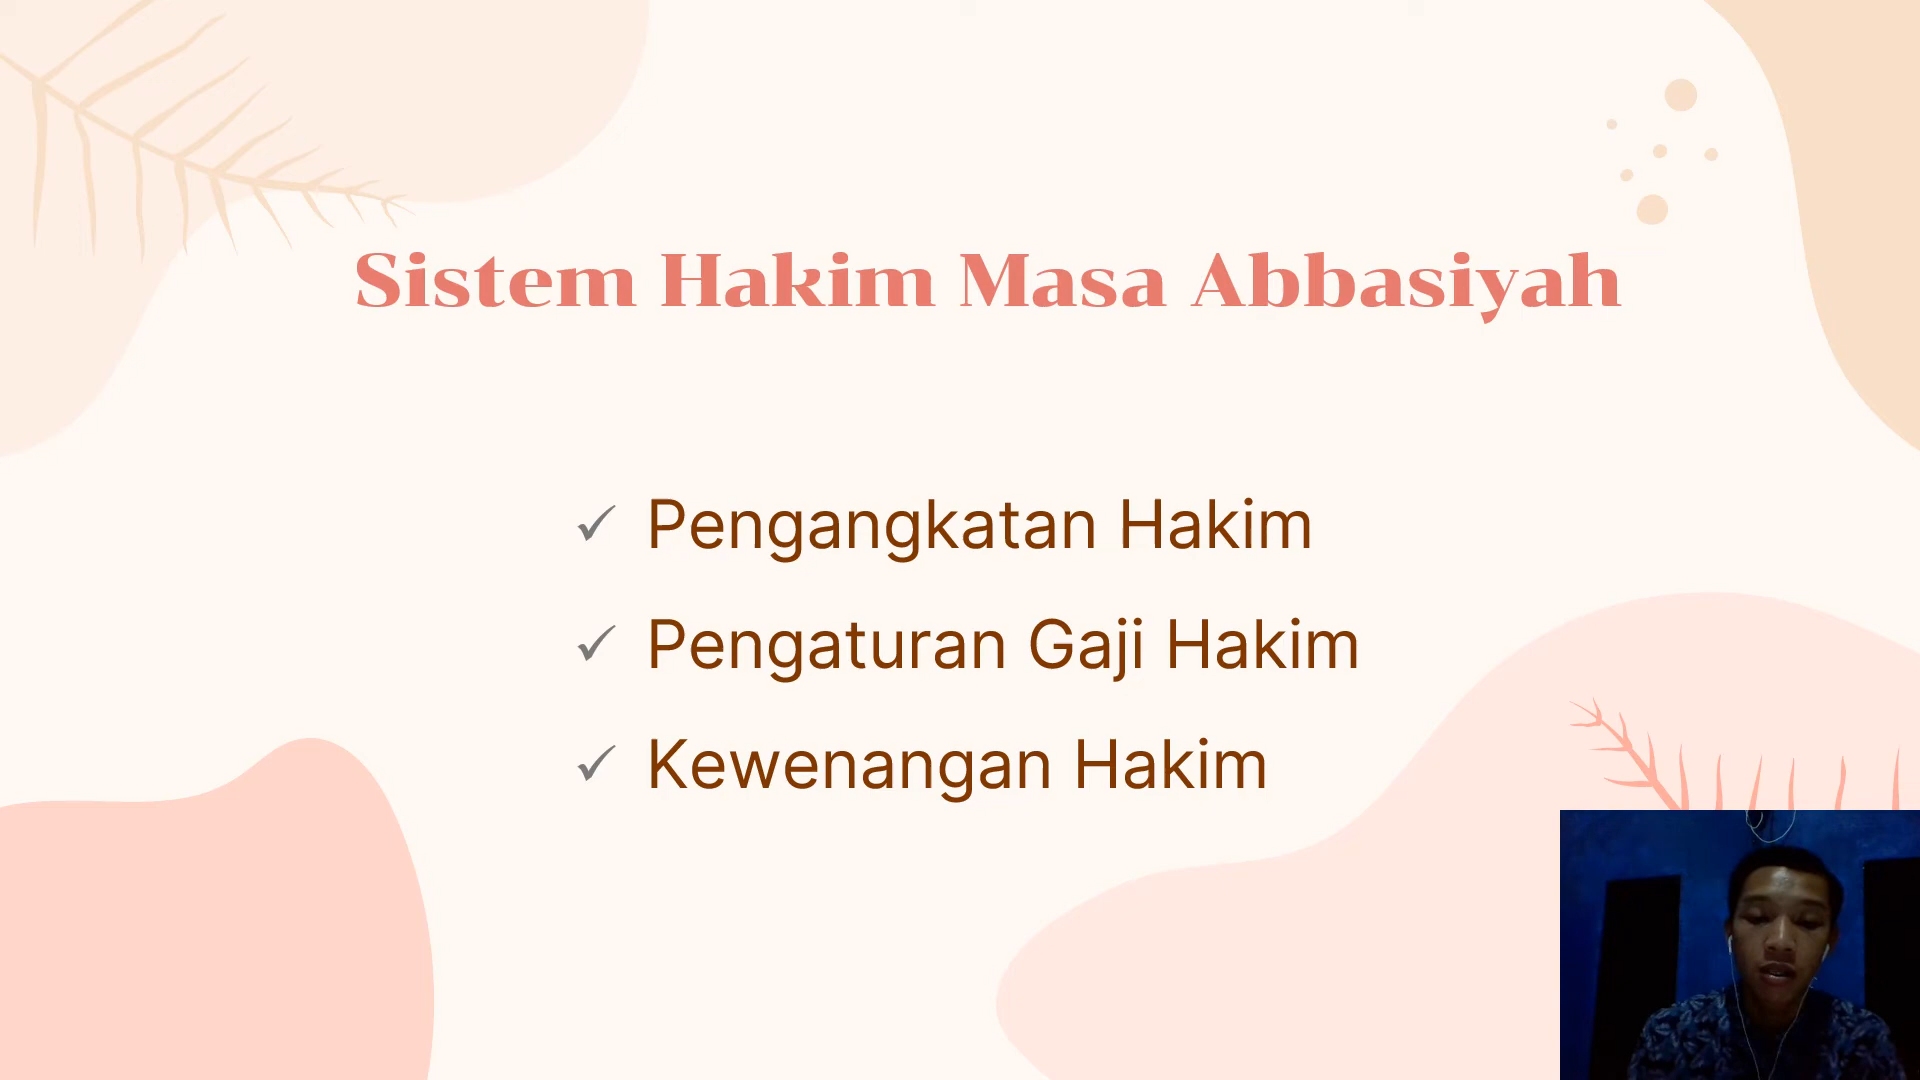 Sistem Hakim Masa Abbasiyah
✓ Pengangkatan Hakim
✓ Pengaturan Gaji Hakim
✓ Kewenangan Hakim